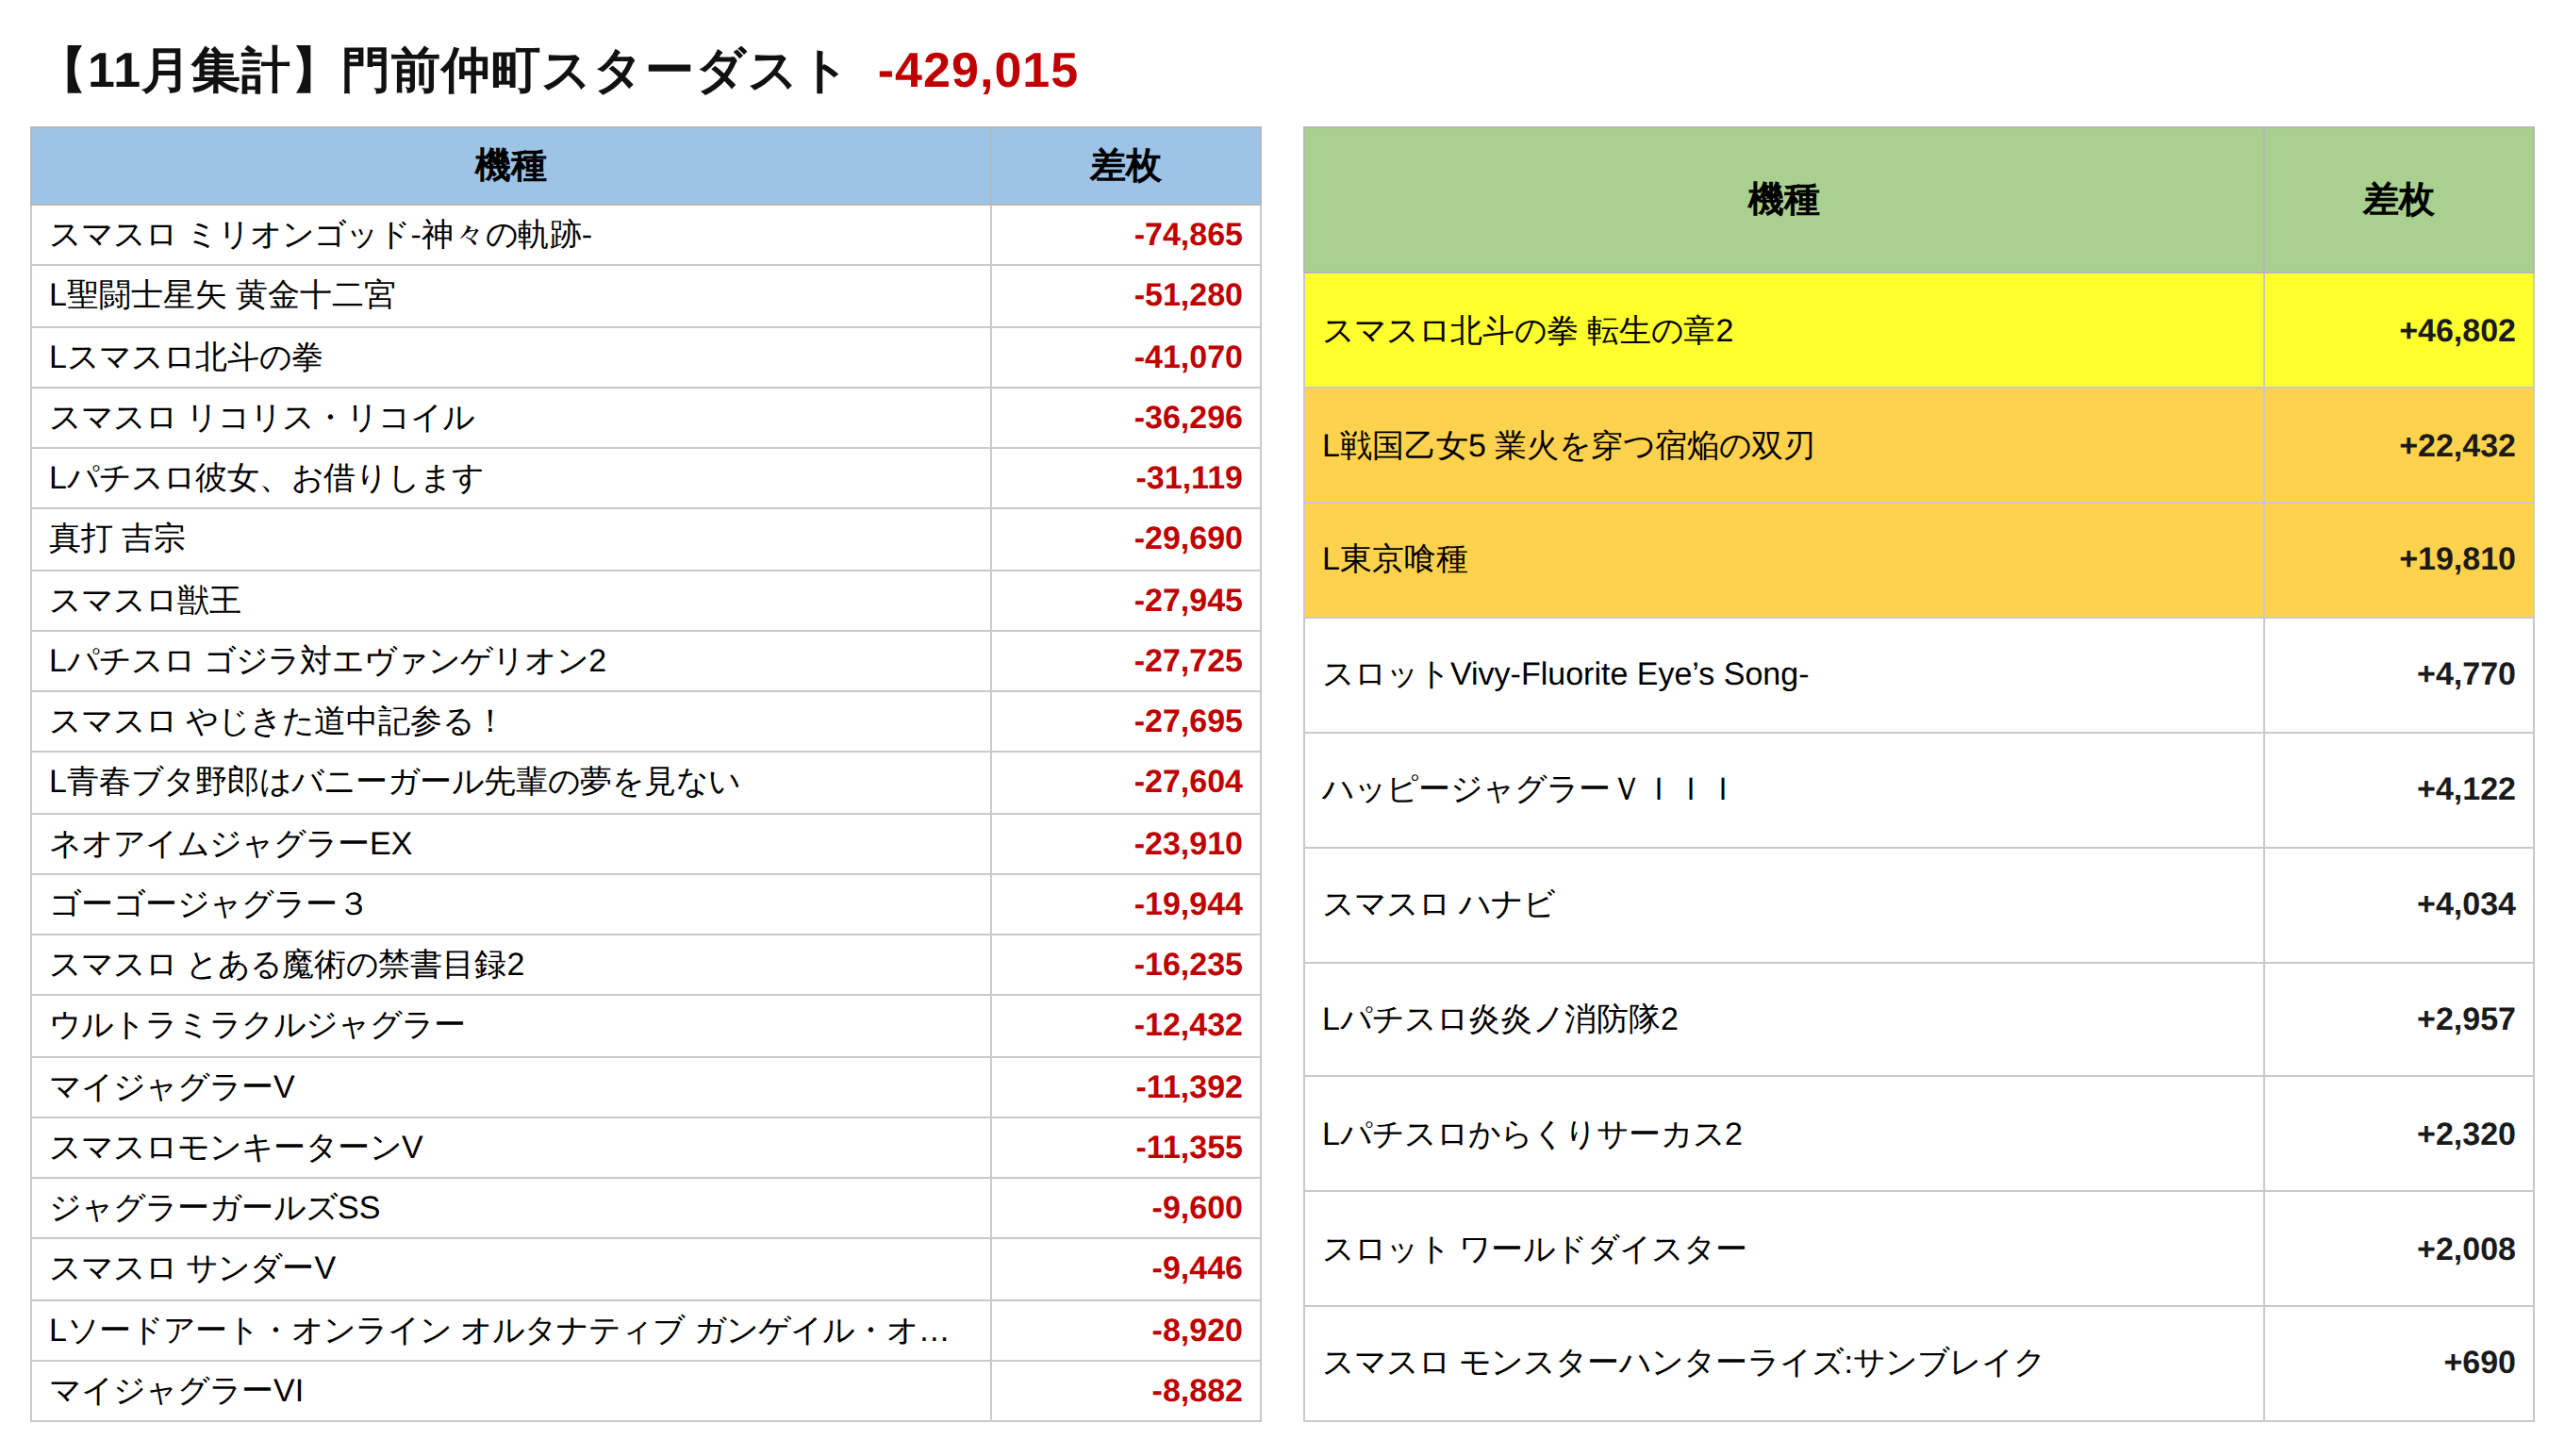 【11月集計】門前仲町スターダスト -429,015
機種 差枚
スマスロ ミリオンゴッド-神々の軌跡- -74,865
L聖闘士星矢 黄金十二宮 -51,280
Lスマスロ北斗の拳 -41,070
スマスロ リコリス・リコイル -36,296
Lパチスロ彼女、お借りします -31,119
真打 吉宗 -29,690
スマスロ獣王 -27,945
Lパチスロ ゴジラ対エヴァンゲリオン2 -27,725
スマスロ やじきた道中記参る！ -27,695
L青春ブタ野郎はバニーガール先輩の夢を見ない -27,604
ネオアイムジャグラーEX -23,910
ゴーゴージャグラー３ -19,944
スマスロ とある魔術の禁書目録2 -16,235
ウルトラミラクルジャグラー -12,432
マイジャグラーV -11,392
スマスロモンキーターンV -11,355
ジャグラーガールズSS -9,600
スマスロ サンダーV -9,446
Lソードアート・オンライン オルタナティブ ガンゲイル・オ… -8,920
マイジャグラーVI -8,882
機種 差枚
スマスロ北斗の拳 転生の章2 +46,802
L戦国乙女5 業火を穿つ宿焔の双刃 +22,432
L東京喰種 +19,810
スロットVivy-Fluorite Eye’s Song- +4,770
ハッピージャグラーＶＩＩＩ +4,122
スマスロ ハナビ +4,034
Lパチスロ炎炎ノ消防隊2 +2,957
Lパチスロからくりサーカス2 +2,320
スロット ワールドダイスター +2,008
スマスロ モンスターハンターライズ:サンブレイク +690